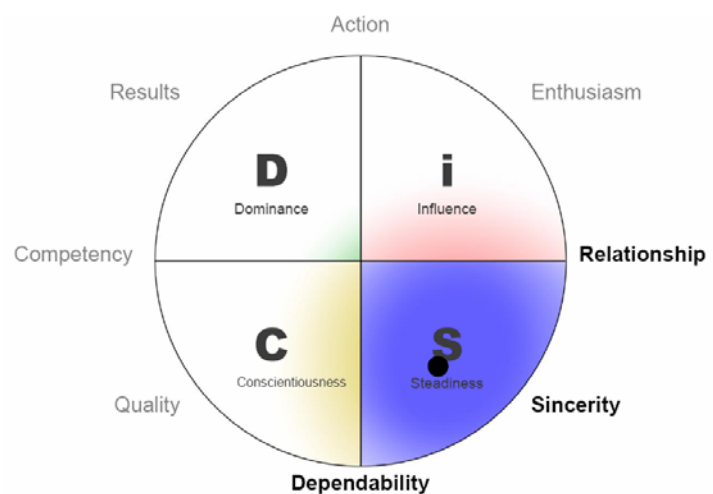 Action
Results
Enthusiasm
D
i
Dominance
Influence
Competency
Relationship
C
S
Conscientiousness
Steadiness
Quality
Sincerity
Dependability